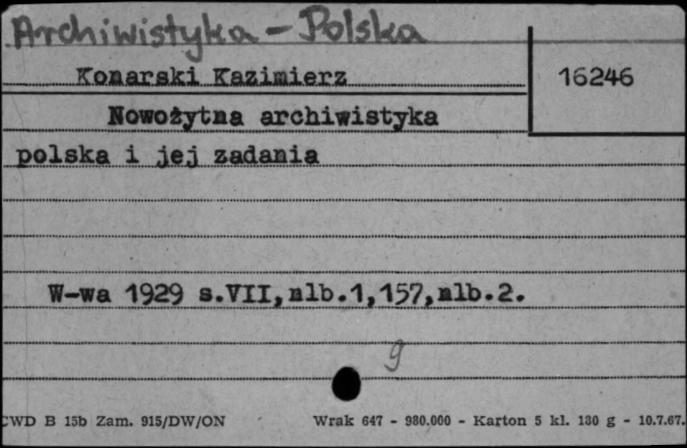 Archiwistyka - Polska
Konarski Kazimierz
16246
Nowożytna archiwistyka
polska i jej zadania
W-wa 1929 s.VII,nlb.1,157,nlb.2.
g
CWD B 15b Zam. 915/DW/ON Wrak 647 - 980.000 - Karton 5 kl. 130 g - 10.7.67.